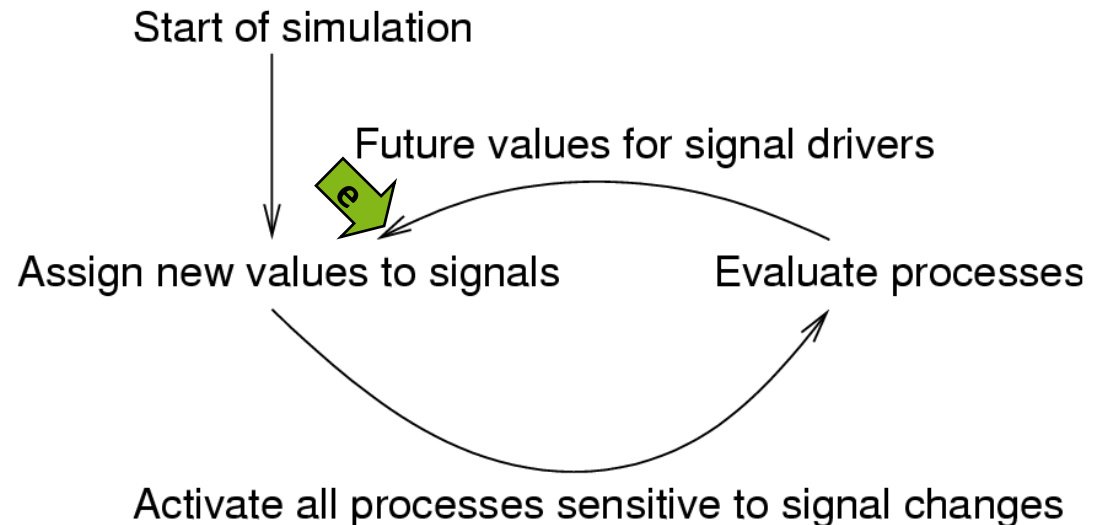 Start of simulation
Future values for signal drivers
e
Assign new values to signals
Evaluate processes
Activate all processes sensitive to signal changes